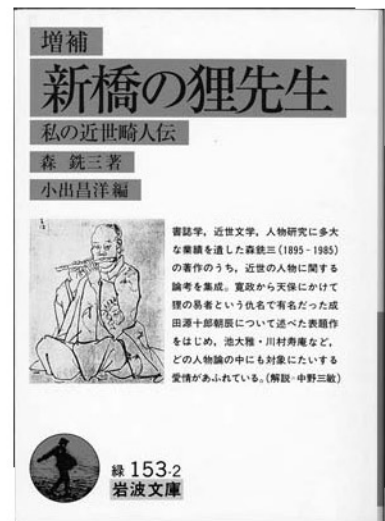 増補
新橋の狸先生
私の近世畸人伝
森 銑三著
小出昌洋編
書誌学，近世文学，人物研究に多大
な業績を遺した森銑三(1895-1985)
の著作のうち，近世の人物に関する
論考を集成。寛政から天保にかけて
狸の易者という仇名で有名だった成
田源十郎朝辰について述べた表題作
をはじめ，池大雅・川村寿庵など，
どの人物論の中にも対象にたいする
愛情があふれている。(解説=中野三敏)
緑 153-2
岩波文庫